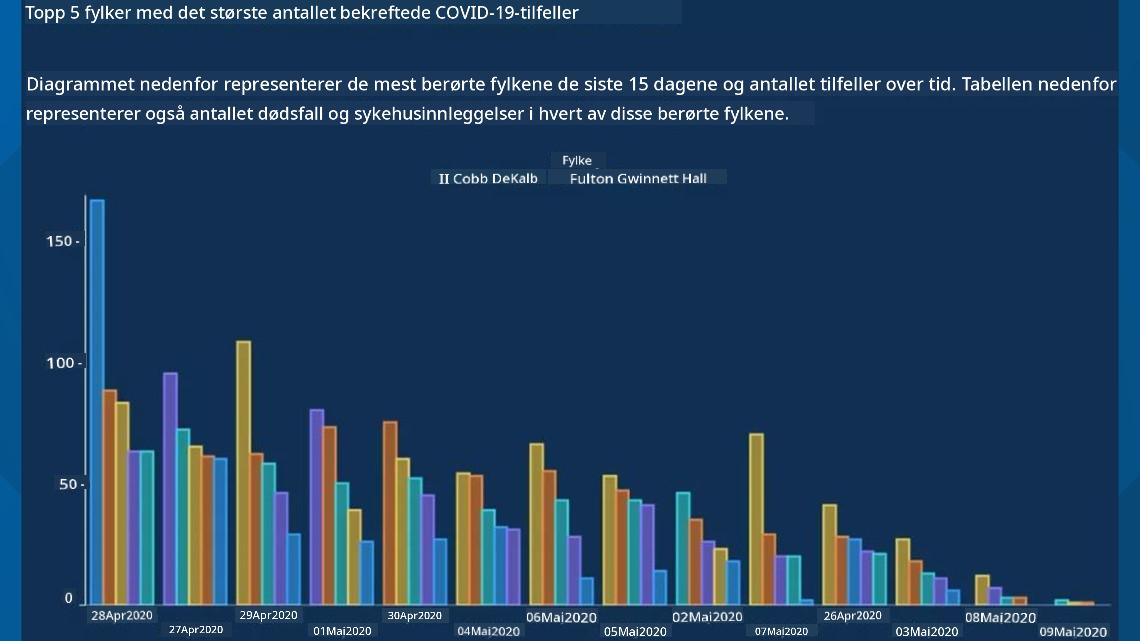 Topp 5 fylker med det største antallet bekreftede COVID-19-tilfeller
Diagrammet nedenfor representerer de mest berørte fylkene de siste 15 dagene og antallet tilfeller over tid. Tabellen nedenfor
representerer også antallet dødsfall og sykehusinnleggelser i hvert av disse berørte fylkene.
Fylke
II Cobb DeKalb Fulton Gwinnett Hall
150 -
100 -
50 -
0
28Apr2020 29Apr2020 30Apr2020 06Mai2020 02Mai2020 26Apr2020 08Mai2020
27Apr2020 01Mai2020 04Mai2020 05Mai2020 07Mai2020 03Mai2020 09Mai2020